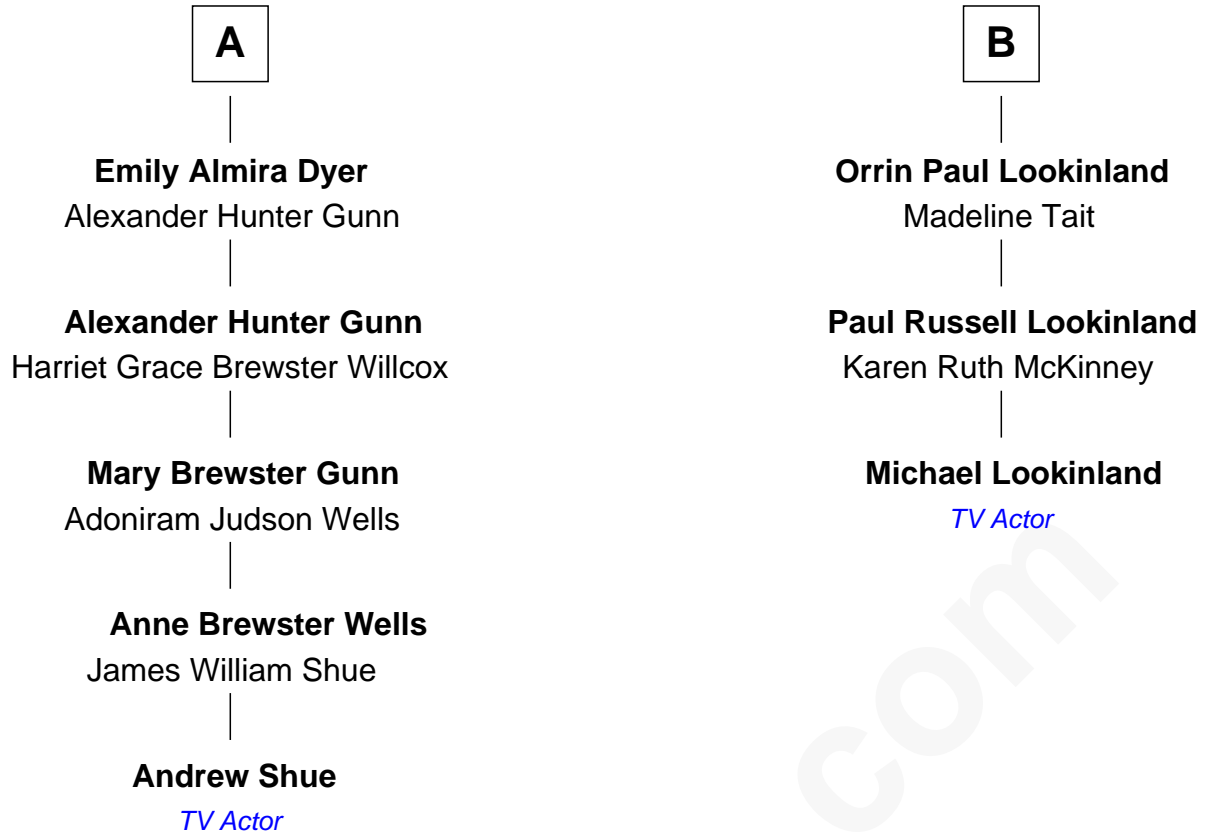 A
Emily Almira Dyer
Alexander Hunter Gunn
Alexander Hunter Gunn
Harriet Grace Brewster Willcox
Mary Brewster Gunn
Adoniram Judson Wells
Anne Brewster Wells
James William Shue
Andrew Shue
TV Actor
B
Orrin Paul Lookinland
Madeline Tait
Paul Russell Lookinland
Karen Ruth McKinney
Michael Lookinland
TV Actor
com